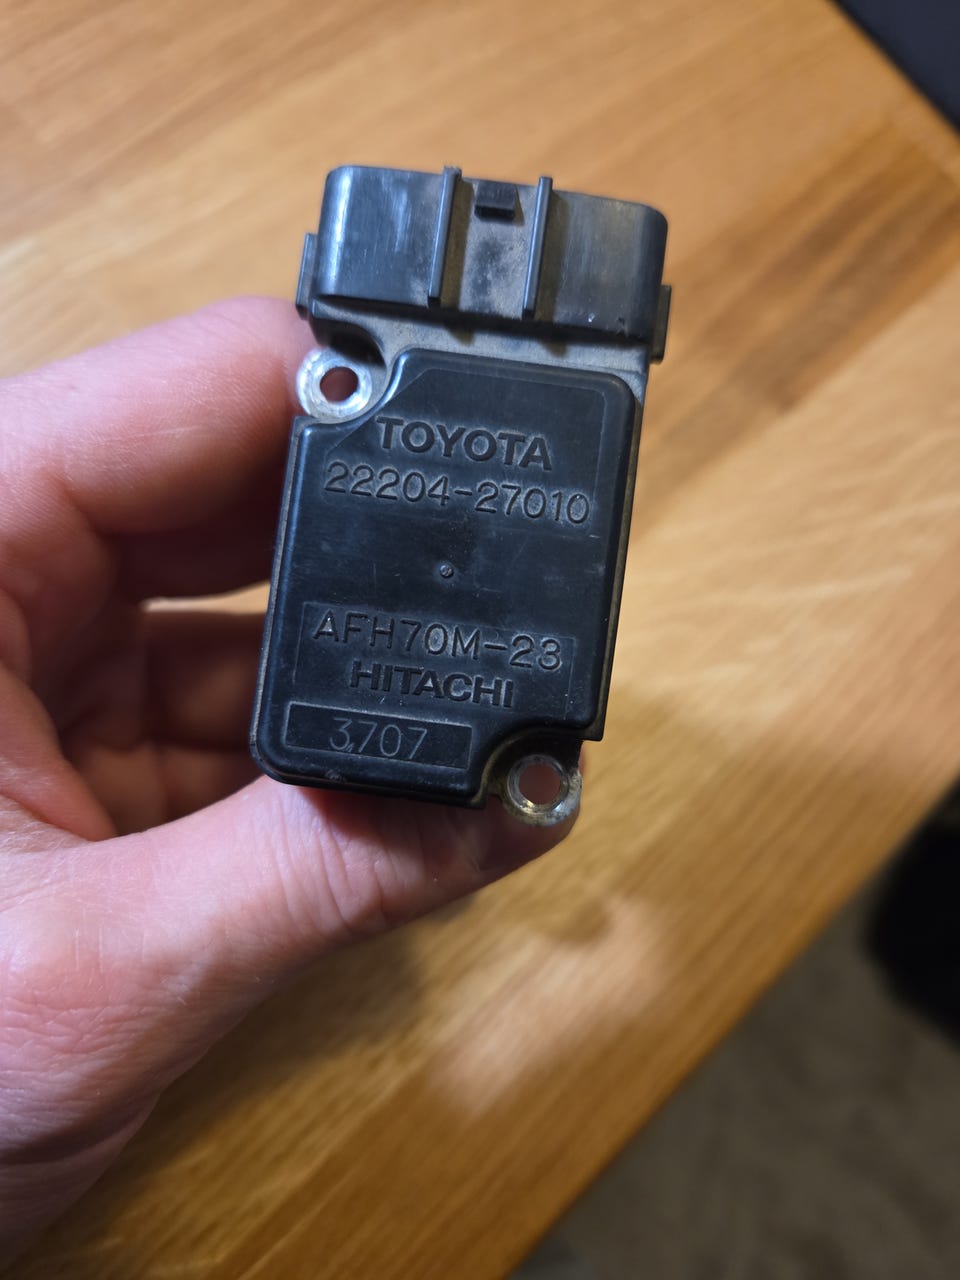 TOYOTA
22204-27010
AFH70M-23
HITACHI
3707